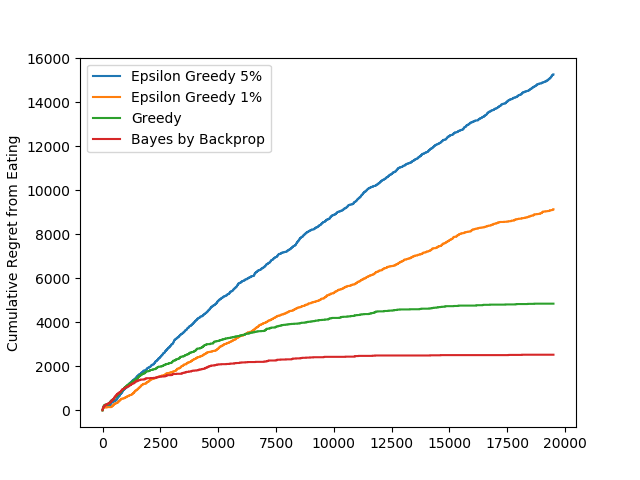 Epsilon Greedy 5%
Epsilon Greedy 1%
Greedy
Bayes by Backprop
Cumulative Regret from Eating
16000
14000
12000
10000
8000
6000
4000
2000
0
0 2500 5000 7500 10000 12500 15000 17500 20000